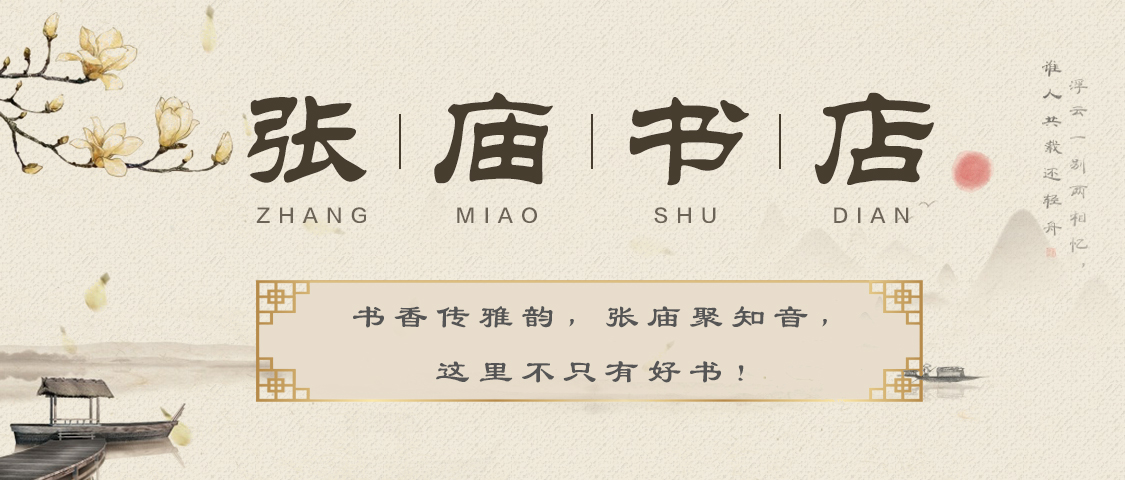 张庙书店
ZHANG MIAO SHU DIAN
书香传雅韵，张庙聚知音，
这里不只有好书！
浮云一别两相忆，
谁人共载还轻舟